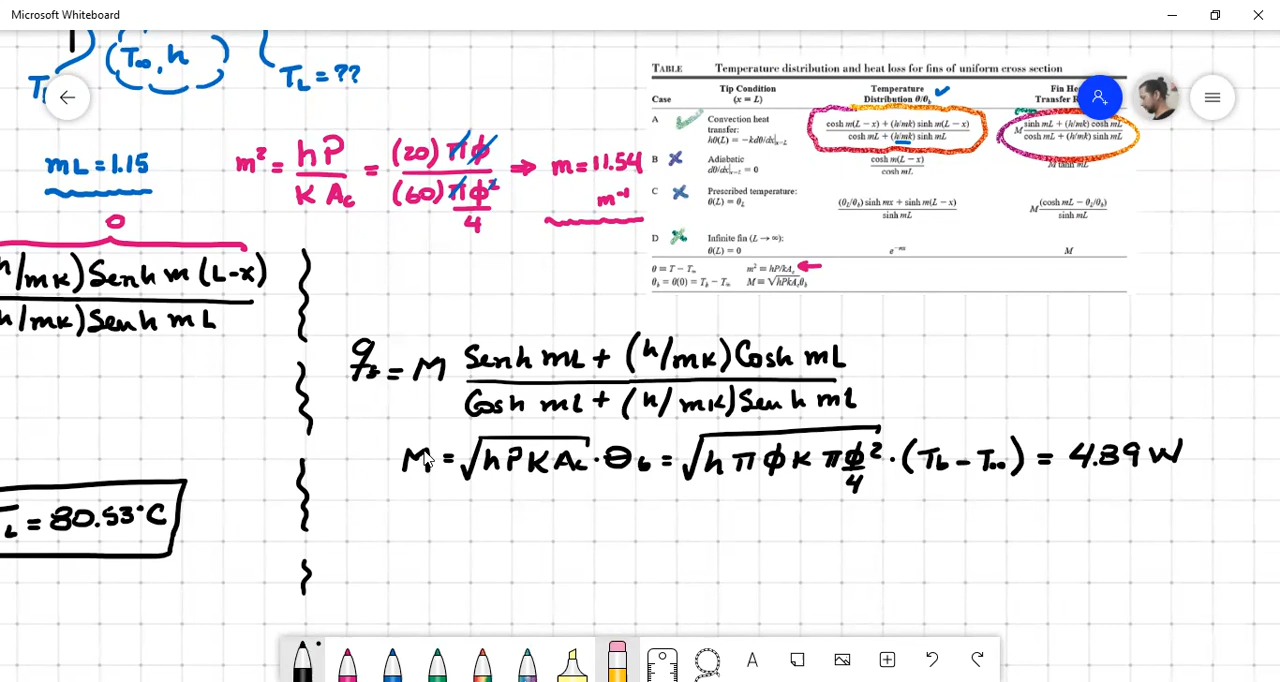 Microsoft Whiteboard
T∞, h
TL = ??
mL = 1.15
m² = hP / K Ac = (20) π φ / (60) π φ² / 4 ⇒ m = 11.54 m⁻¹
0
h/mK) Senh m (L-x)
h/mK) Senh mL
L = 80.53°C
TABLE Temperature distribution and heat loss for fins of uniform cross section
Case
Tip Condition (x = L)
Temperature Distribution θ/θb
Fin He
Transfer R
A Convection heat transfer: hθ(L) = −kdθ/dx|x=L
cosh m(L − x) + (h/mk) sinh m(L − x) / cosh mL + (h/mk) sinh mL
M sinh mL + (h/mk) cosh mL / cosh mL + (h/mk) sinh mL
B Adiabatic dθ/dx|x=L = 0
cosh m(L − x) / cosh mL
M tanh mL
C Prescribed temperature: θ(L) = θL
(θL/θb) sinh mx + sinh m(L − x) / sinh mL
M (cosh mL − θL/θb) / sinh mL
D Infinite fin (L → ∞): θ(L) = 0
e⁻ᵐˣ
M
θ ≡ T − T∞ m² ≡ hP/kAc
θb = θ(0) = Tb − T∞ M ≡ √hPkAcθb
qf = M Senh mL + (h/mK) Cosh mL / Cosh mL + (h/mK) Senh mL
M = √hPKAc · θb = √h π φ K π φ² / 4 · (Tb − T∞) = 4.39 W
A